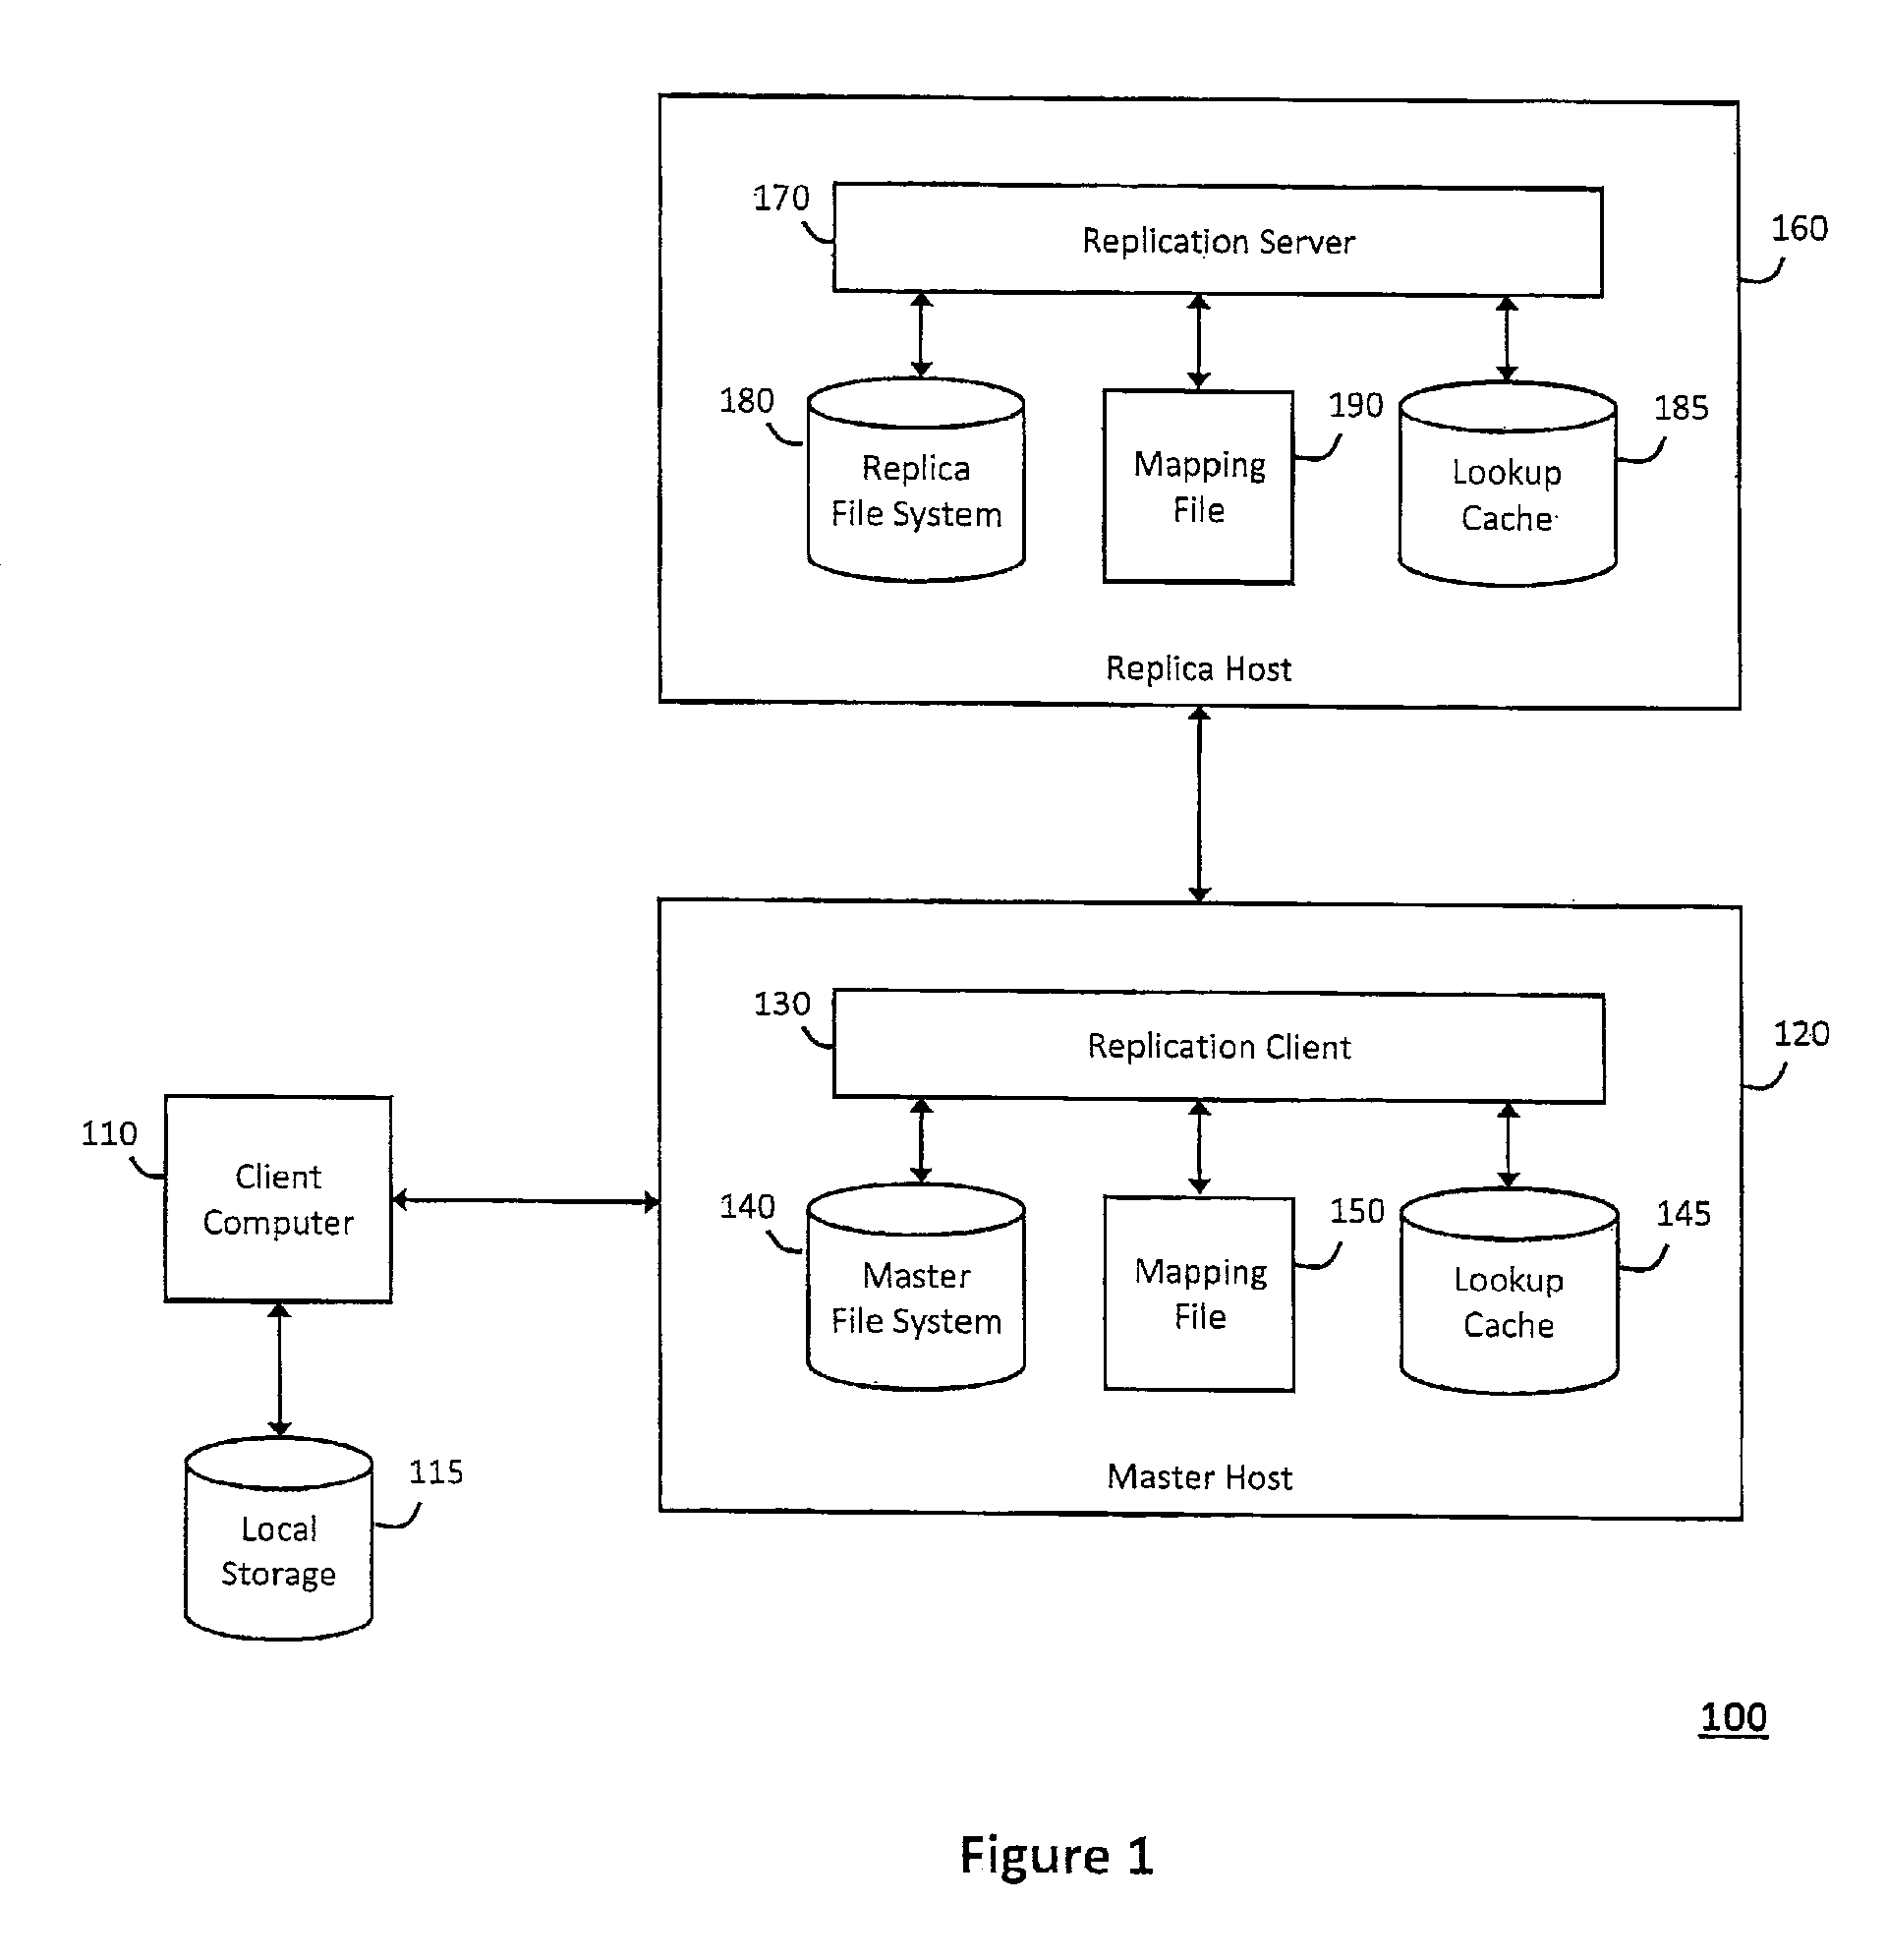 170
Replication Server
160
180
Replica
File System
190
Mapping
File
185
Lookup
Cache
Replica Host
130
Replication Client
120
110
Client
Computer
140
Master
File System
150
Mapping
File
145
Lookup
Cache
Master Host
115
Local
Storage
100
Figure 1